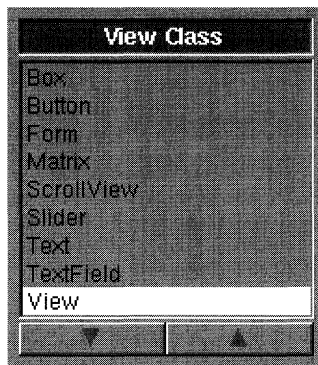 View Class
Box
Button
Form
Matrix
ScrollView
Slider
Text
TextField
View